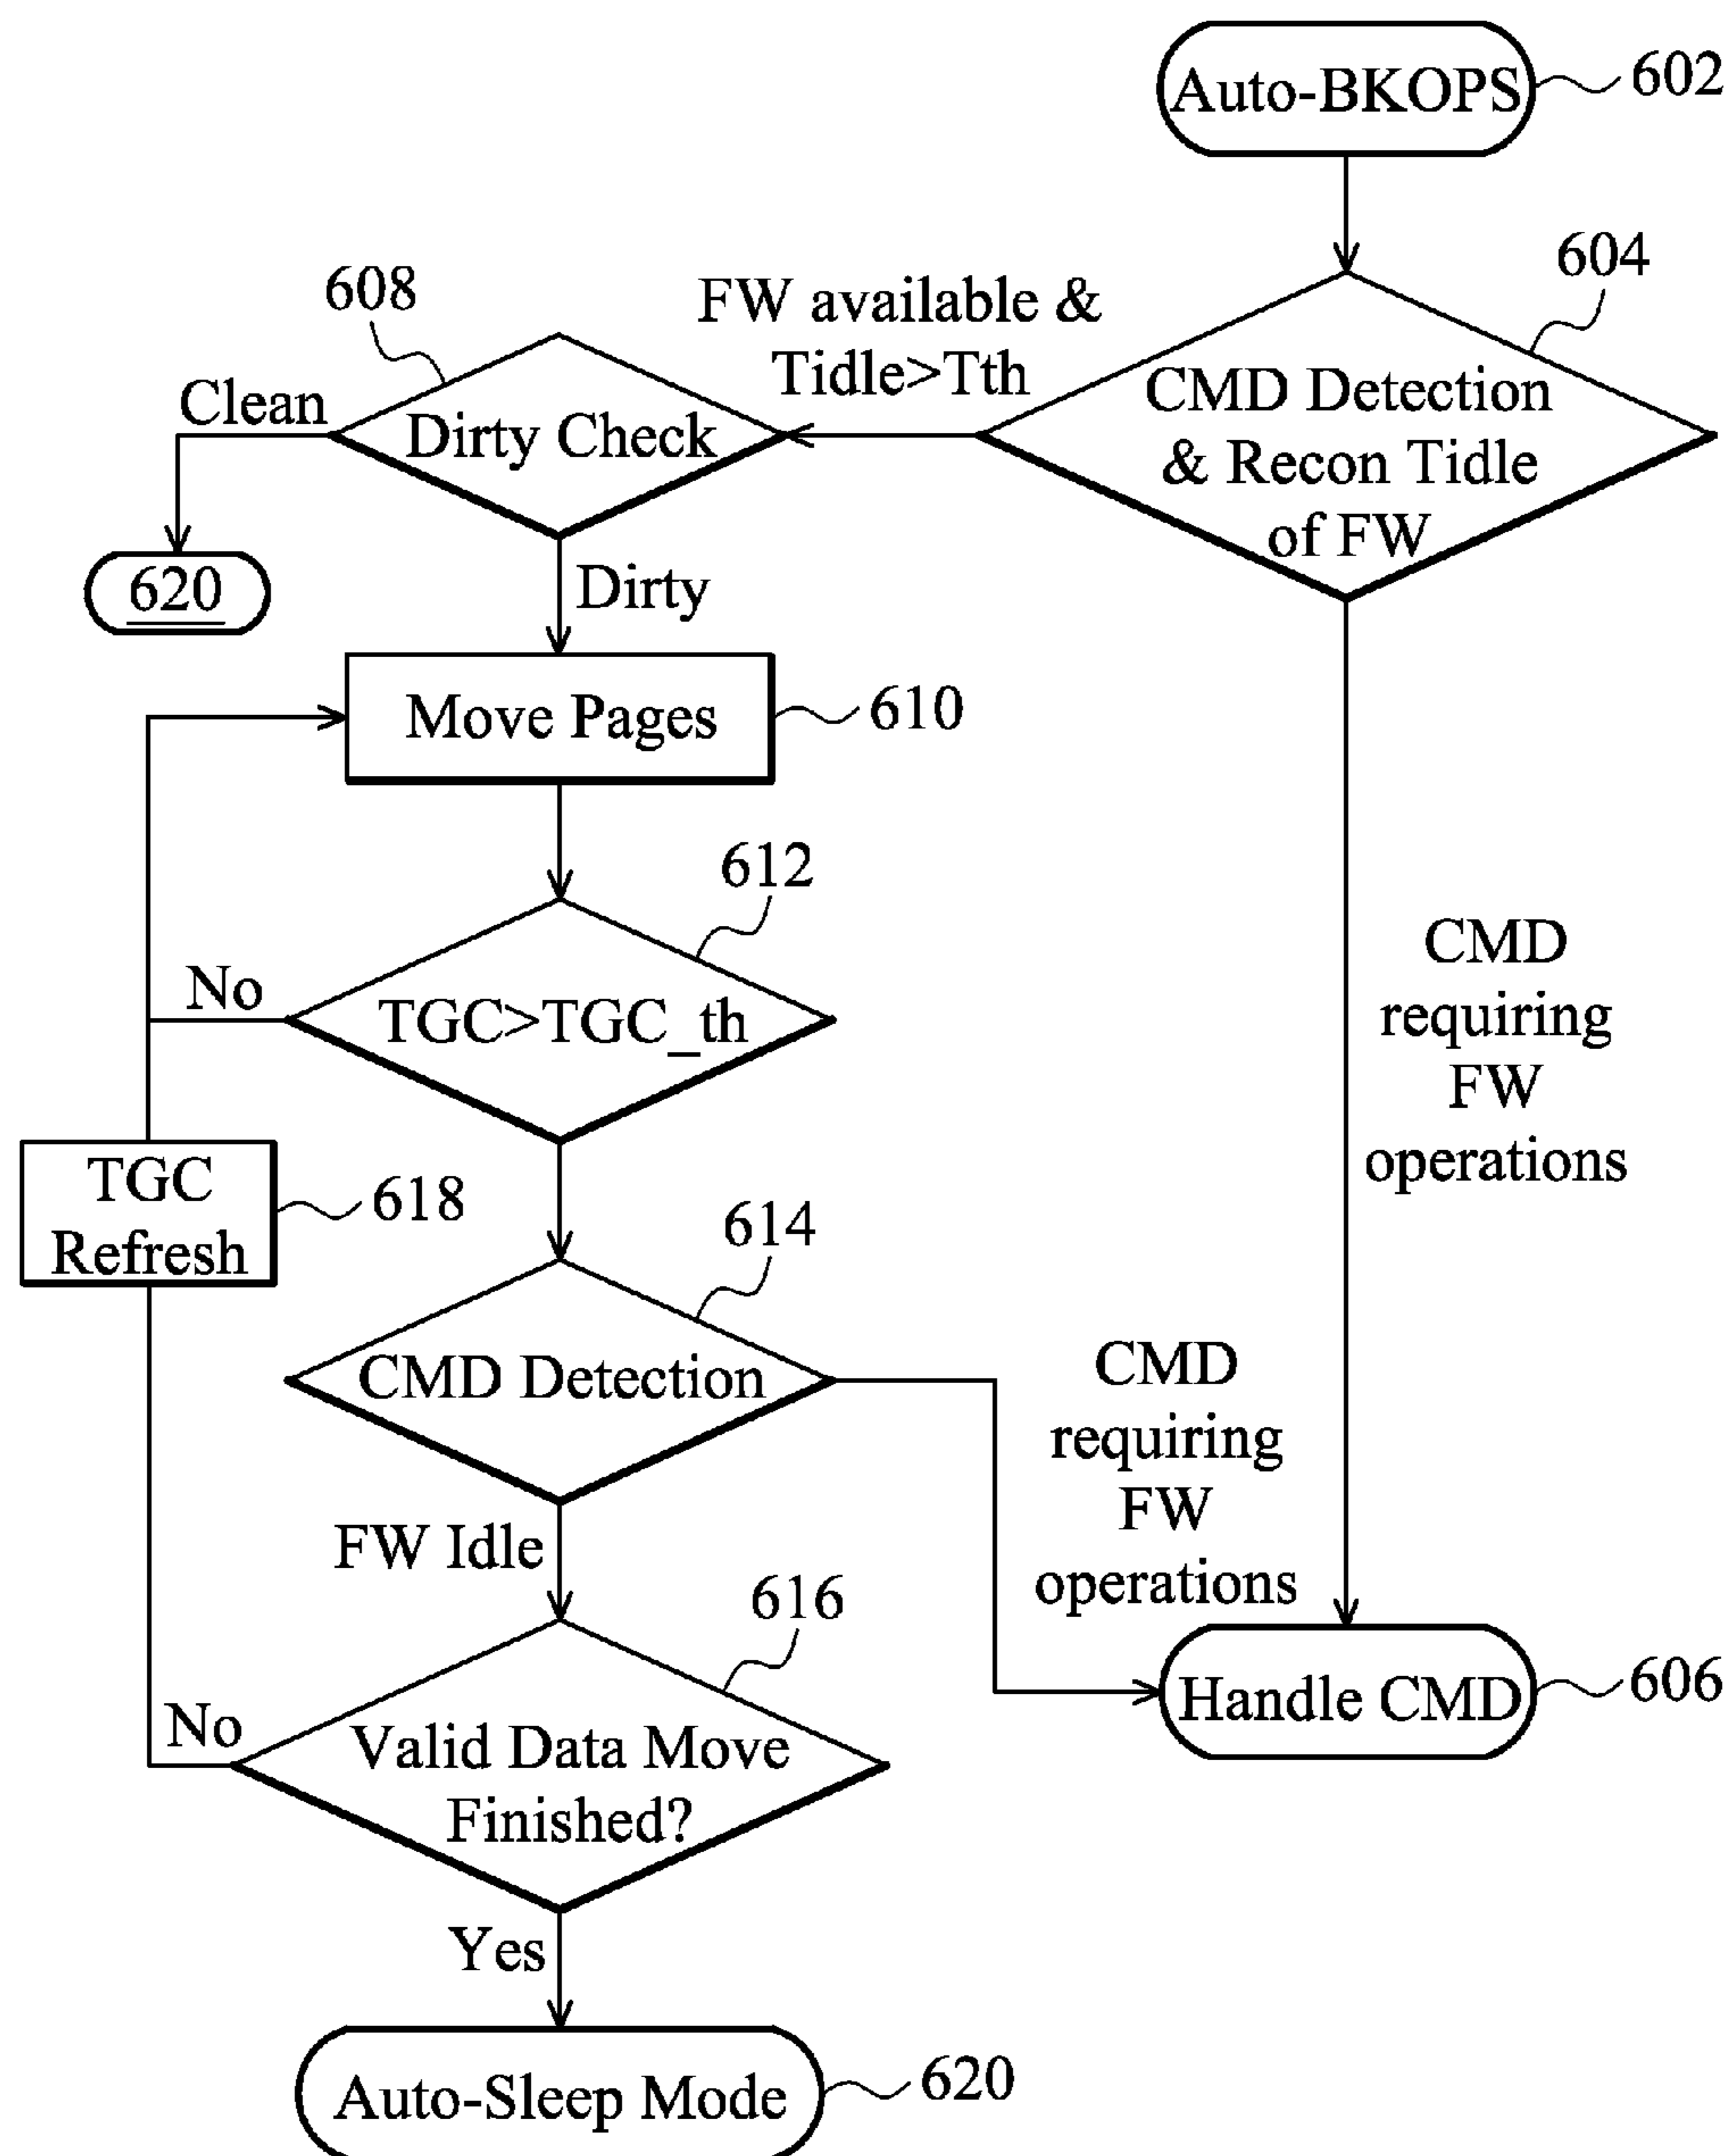 Auto-BKOPS
602
604
CMD Detection
& Recon Tidle
of FW
FW available &
Tidle>Tth
608
Dirty Check
Clean
620
Dirty
Move Pages
610
612
TGC>TGC_th
No
TGC
Refresh
618
614
CMD Detection
CMD
requiring
FW
operations
CMD
requiring
FW
operations
FW Idle
616
Valid Data Move
Finished?
No
Handle CMD
606
Yes
Auto-Sleep Mode
620